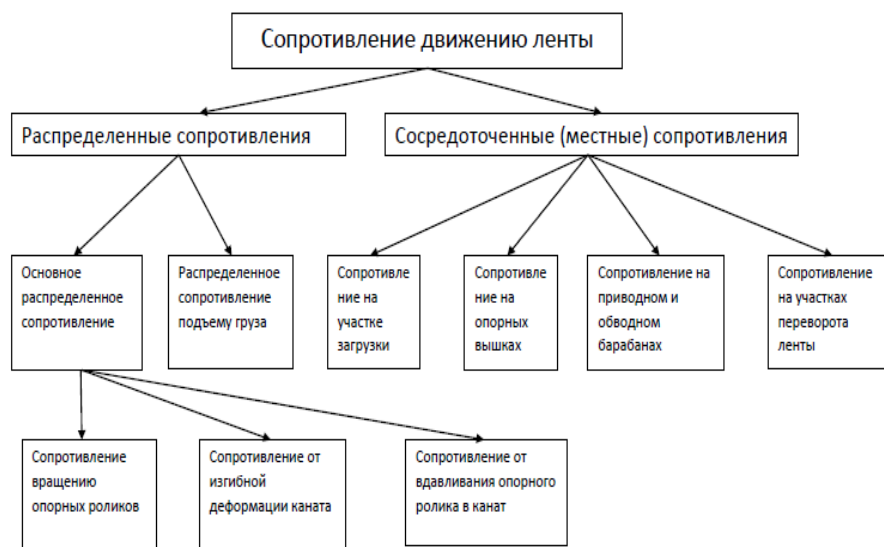 Сопротивление движению ленты
Распределенные сопротивления
Сосредоточенные (местные) сопротивления
Основное
распределенное
сопротивление
Распределенное
сопротивление
подъему груза
Сопротивле
ние на
участке
загрузки
Сопротивле
ние на
опорных
вышках
Сопротивление на
приводном и
обводном
барабанах
Сопротивление
на участках
переворота
ленты
Сопротивление
вращению
опорных роликов
Сопротивление от
изгибной
деформации каната
Сопротивление от
вдавливания опорного
ролика в канат